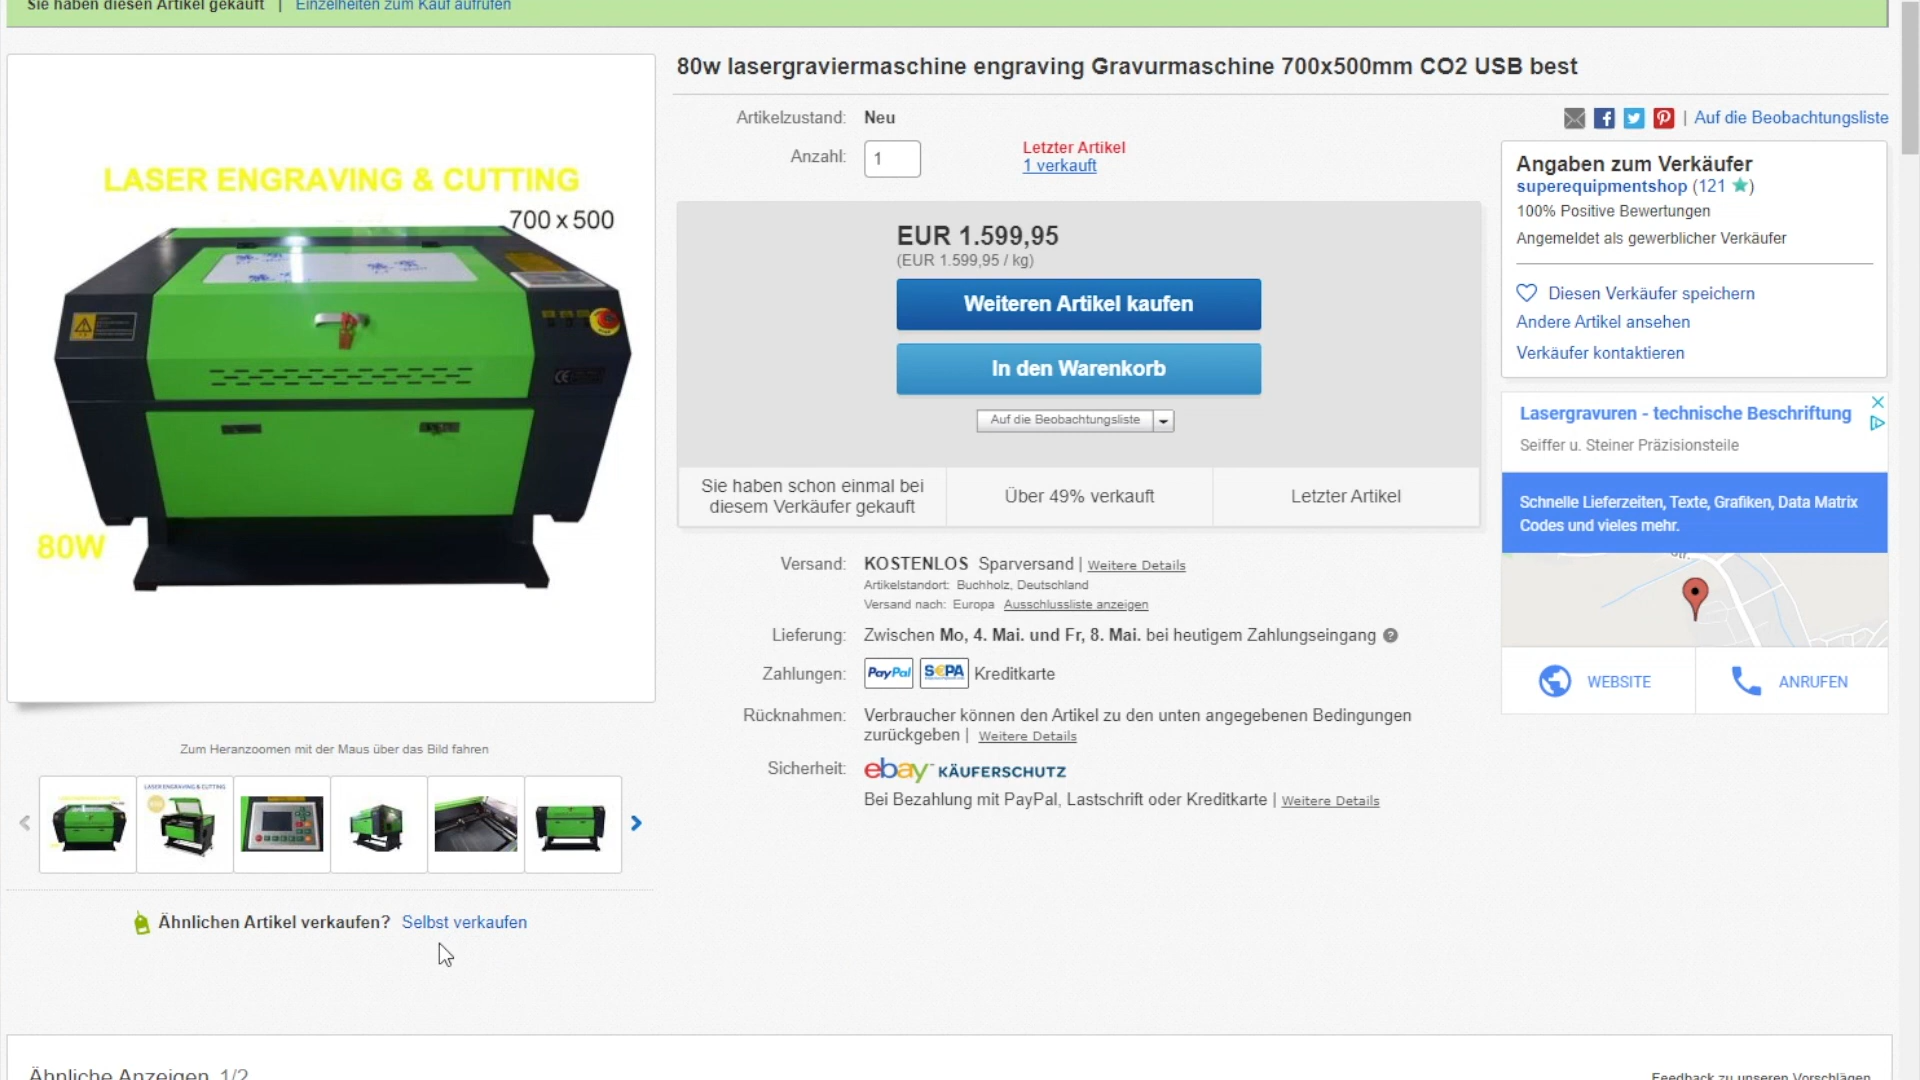 Sie haben diesen Artikel gekauft | Einzelheiten zum Kauf aufrufen
LASER ENGRAVING & CUTTING
700 x 500
80W
Zum Heranzoomen mit der Maus über das Bild fahren
LASER ENGRAVING & CUTTING
Ähnlichen Artikel verkaufen? Selbst verkaufen
80w lasergraviermaschine engraving Gravurmaschine 700x500mm CO2 USB best
Artikelzustand: Neu
Anzahl: 1
Letzter Artikel
1 verkauft
EUR 1.599,95
(EUR 1.599,95 / kg)
Weiteren Artikel kaufen
In den Warenkorb
Auf die Beobachtungsliste
Sie haben schon einmal bei
diesem Verkäufer gekauft
Über 49% verkauft
Letzter Artikel
Versand: KOSTENLOS Sparversand | Weitere Details
Artikelstandort: Buchholz, Deutschland
Versand nach: Europa Ausschlussliste anzeigen
Lieferung: Zwischen Mo, 4. Mai. und Fr, 8. Mai. bei heutigem Zahlungseingang ?
Zahlungen: PayPal SEPA Kreditkarte
Rücknahmen: Verbraucher können den Artikel zu den unten angegebenen Bedingungen
zurückgeben | Weitere Details
Sicherheit: ebay KÄUFERSCHUTZ
Bei Bezahlung mit PayPal, Lastschrift oder Kreditkarte | Weitere Details
| Auf die Beobachtungsliste
Angaben zum Verkäufer
superequipmentshop (121 ★)
100% Positive Bewertungen
Angemeldet als gewerblicher Verkäufer
Diesen Verkäufer speichern
Andere Artikel ansehen
Verkäufer kontaktieren
Lasergravuren - technische Beschriftung
Seiffer u. Steiner Präzisionsteile
Schnelle Lieferzeiten, Texte, Grafiken, Data Matrix
Codes und vieles mehr.
WEBSITE
ANRUFEN
Ähnliche Anzeigen 1/2
Feedback zu unseren Vorschlägen